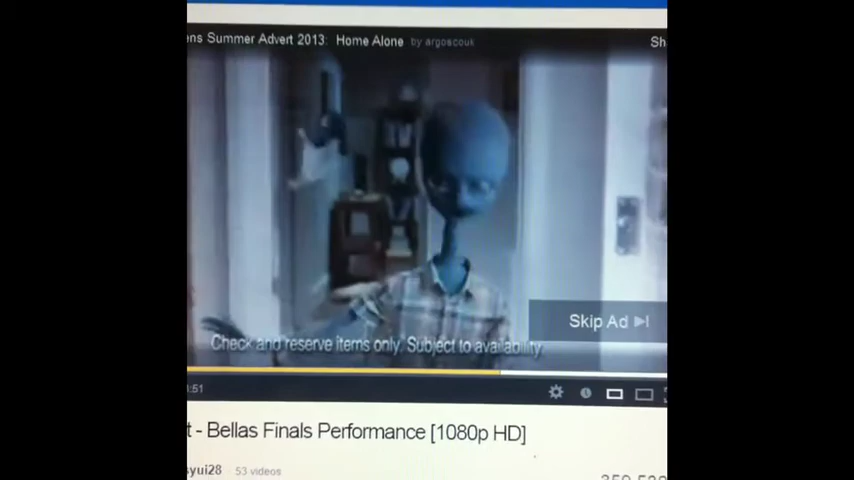 ens Summer Advert 2013: Home Alone by argoscouk Sh
Skip Ad
Check and reserve items only. Subject to availability.
:51
t - Bellas Finals Performance [1080p HD]
yui28 53 videos